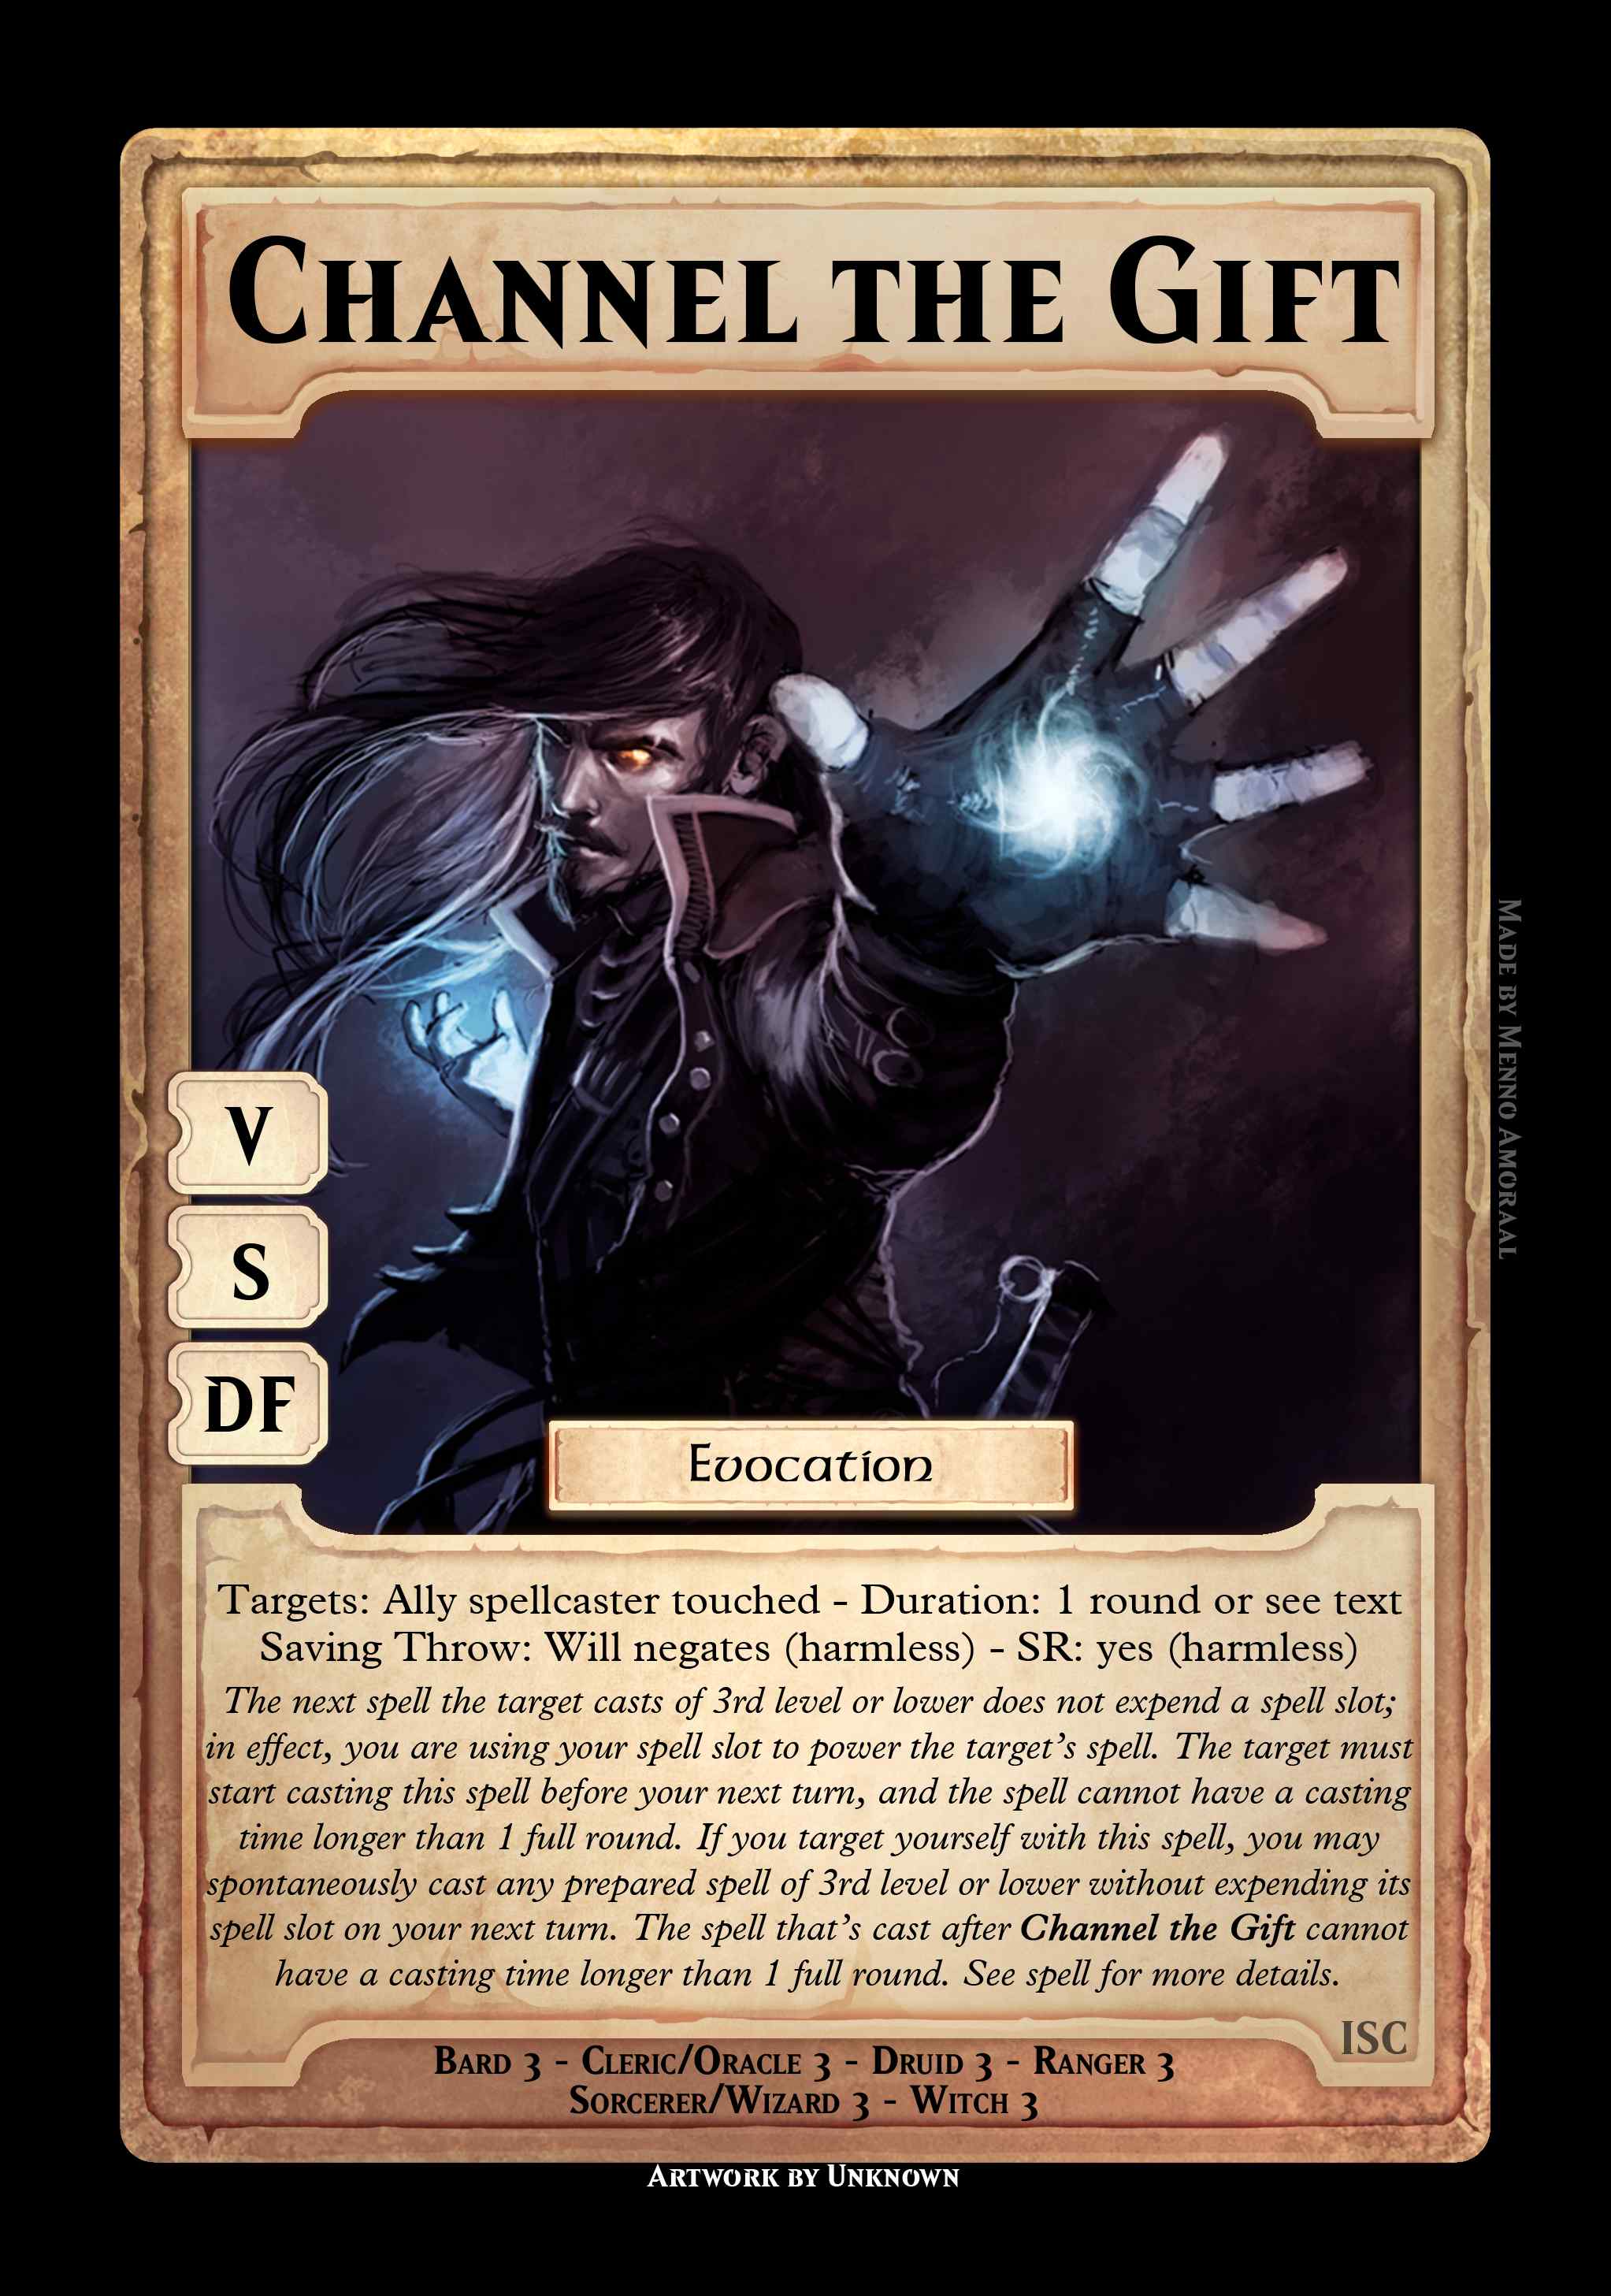 Channel the Gift
V
S
DF
Evocation
Targets: Ally spellcaster touched - Duration: 1 round or see text
Saving Throw: Will negates (harmless) - SR: yes (harmless)
The next spell the target casts of 3rd level or lower does not expend a spell slot;
in effect, you are using your spell slot to power the target's spell. The target must
start casting this spell before your next turn, and the spell cannot have a casting
time longer than 1 full round. If you target yourself with this spell, you may
spontaneously cast any prepared spell of 3rd level or lower without expending its
spell slot on your next turn. The spell that's cast after Channel the Gift cannot
have a casting time longer than 1 full round. See spell for more details.
ISC
Bard 3 - Cleric/Oracle 3 - Druid 3 - Ranger 3
Sorcerer/Wizard 3 - Witch 3
Artwork by Unknown
Made by Menno Amoraal